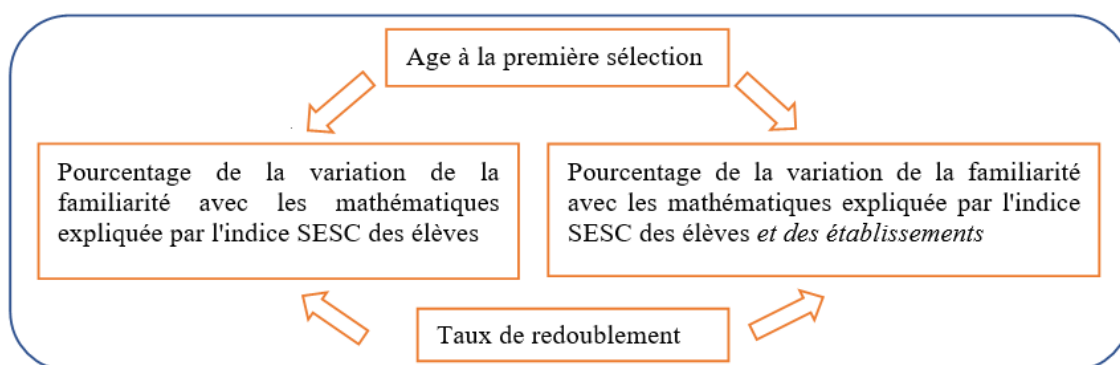 Age à la première sélection
Pourcentage de la variation de la
familiarité avec les mathématiques
expliquée par l'indice SESC des élèves
Pourcentage de la variation de la familiarité
avec les mathématiques expliquée par l'indice
SESC des élèves et des établissements
Taux de redoublement